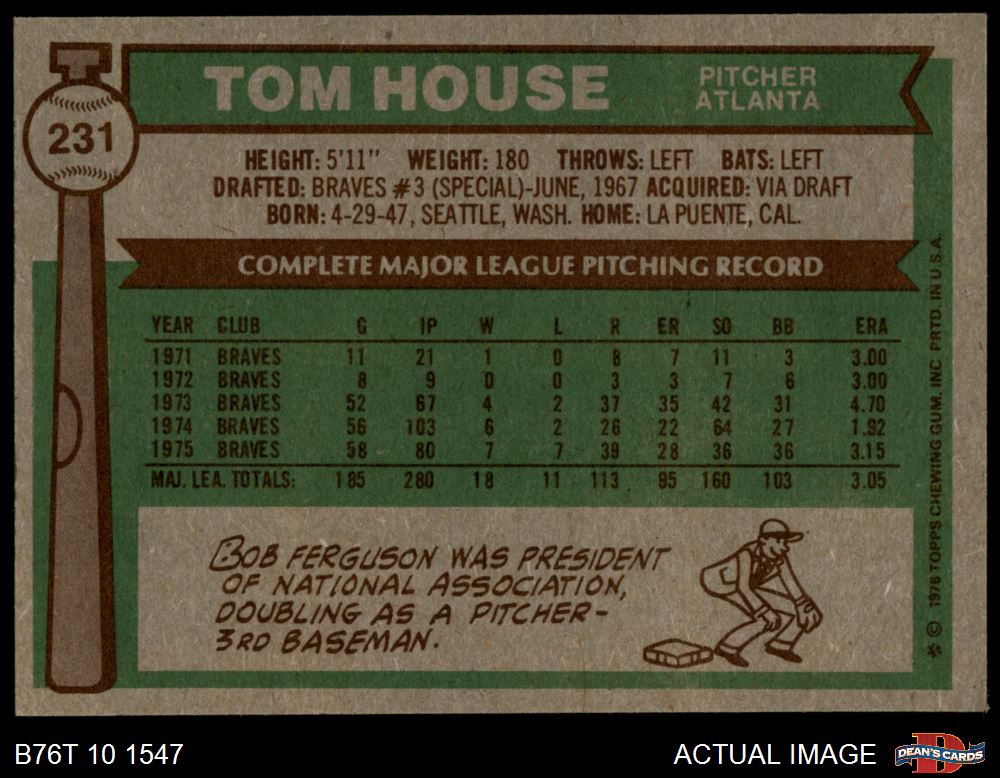 231
TOM HOUSE
PITCHER
ATLANTA
HEIGHT: 5'11" WEIGHT: 180 THROWS: LEFT BATS: LEFT
DRAFTED: BRAVES #3 (SPECIAL)-JUNE, 1967 ACQUIRED: VIA DRAFT
BORN: 4-29-47, SEATTLE, WASH. HOME: LA PUENTE, CAL.
COMPLETE MAJOR LEAGUE PITCHING RECORD
YEAR CLUB G IP W L R ER SO BB ERA
1971 BRAVES 11 21 1 0 8 7 11 3 3.00
1972 BRAVES 8 9 0 0 3 3 7 6 3.00
1973 BRAVES 52 67 4 2 37 35 42 31 4.70
1974 BRAVES 56 103 6 2 26 22 64 27 1.92
1975 BRAVES 58 80 7 7 39 28 36 36 3.15
MAJ. LEA. TOTALS: 185 280 18 11 113 95 160 103 3.05
BOB FERGUSON WAS PRESIDENT
OF NATIONAL ASSOCIATION,
DOUBLING AS A PITCHER-
3RD BASEMAN.
* © 1976 TOPPS CHEWING GUM, INC. PRTD. IN U.S.A.
B76T 10 1547
ACTUAL IMAGE
DEAN'S CARDS